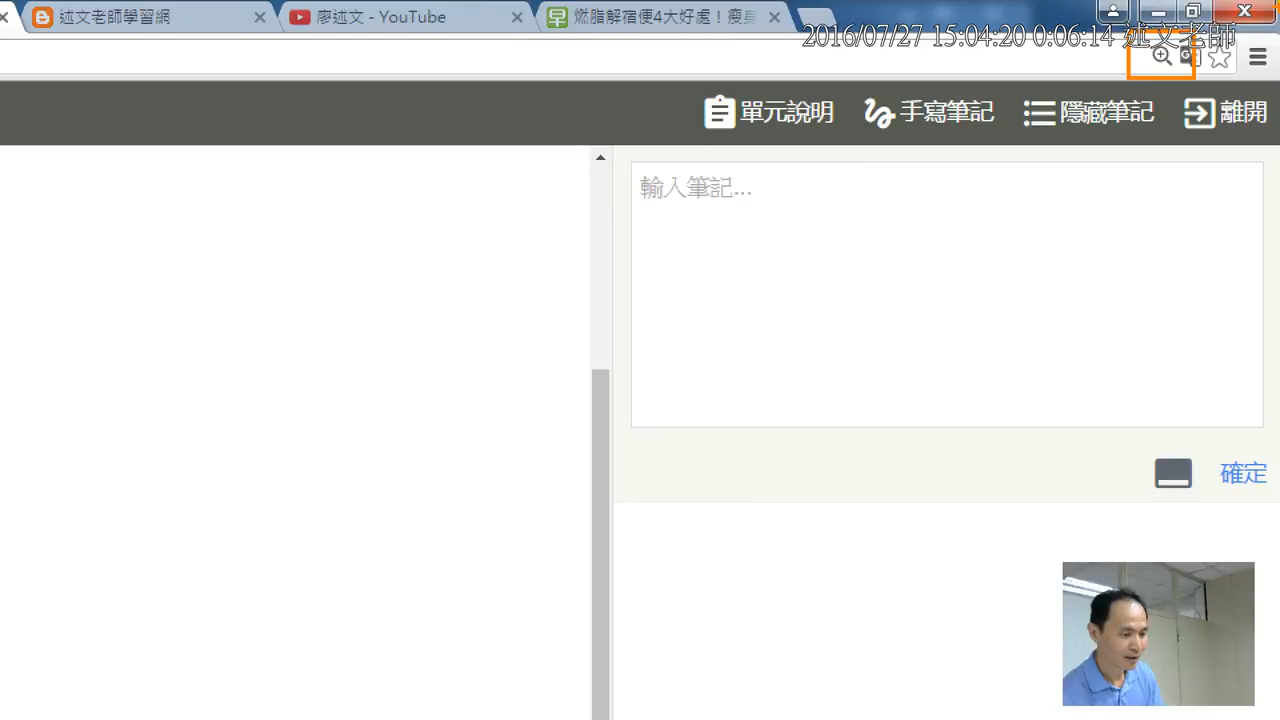 述文老師學習網
廖述文 - YouTube
早 燃脂解宿便4大好處！瘦身
2016/07/27 15:04:20 0:06:14 述文老師
單元說明
手寫筆記
隱藏筆記
離開
輸入筆記...
確定